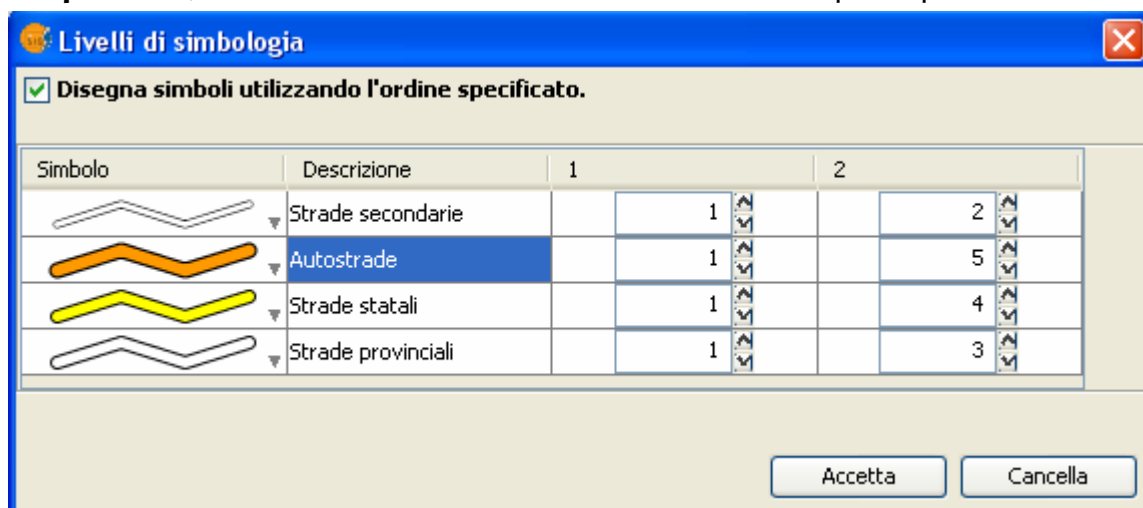 Livelli di simbologia
Disegna simboli utilizzando l'ordine specificato.
Simbolo Descrizione 1 2
Strade secondarie 1 2
Autostrade 1 5
Strade statali 1 4
Strade provinciali 1 3
Accetta Cancella